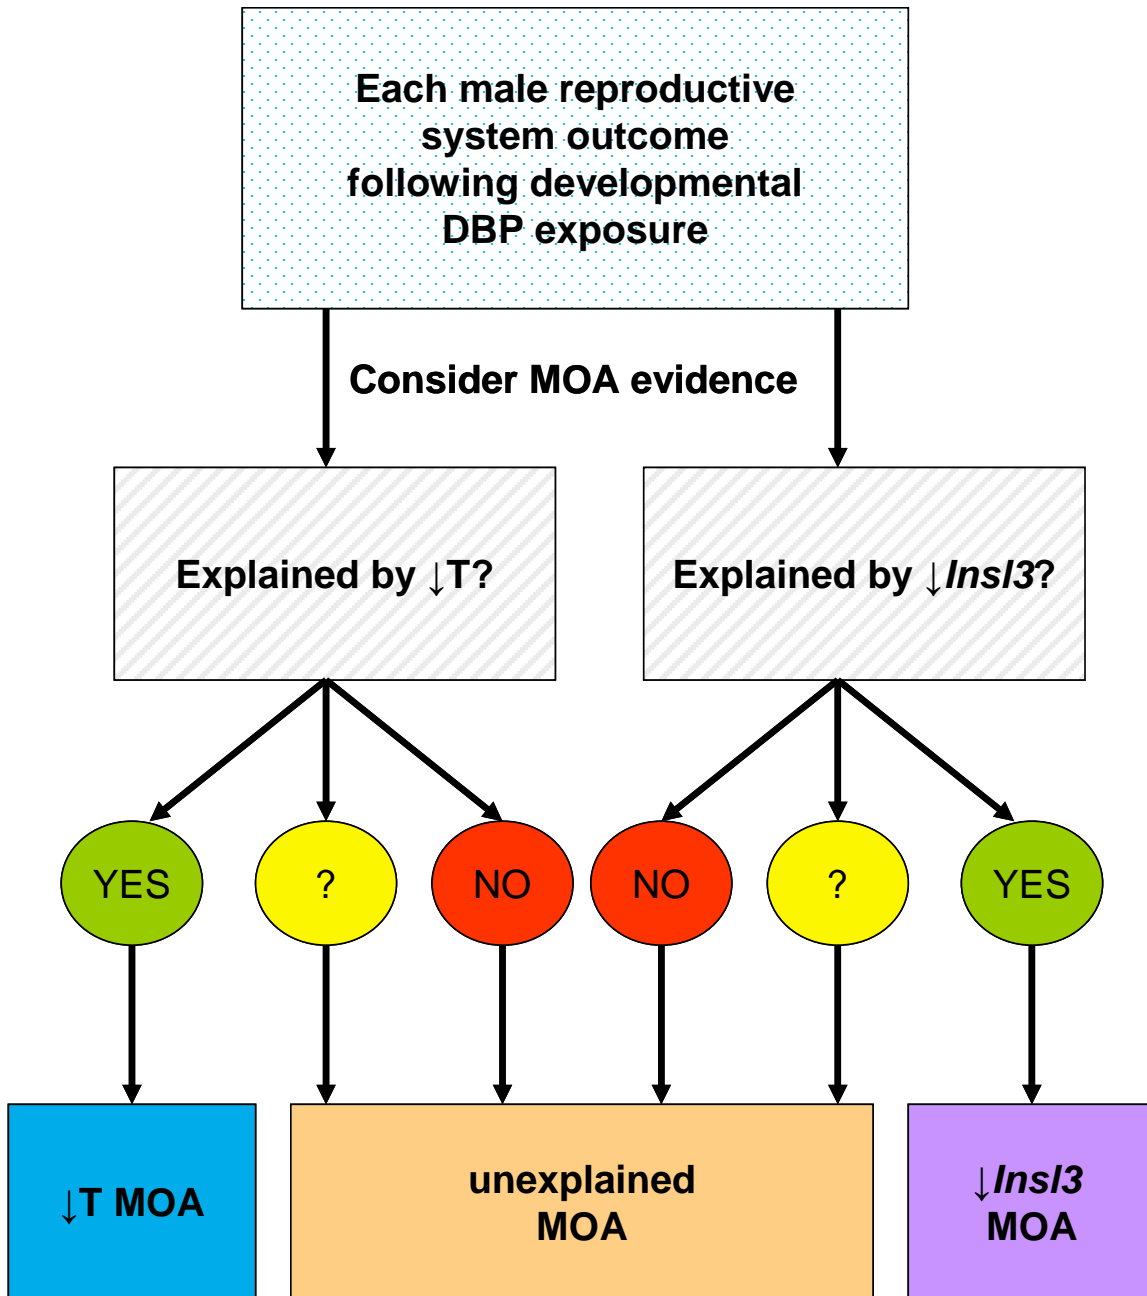 Each male reproductive
system outcome
following developmental
DBP exposure
Consider MOA evidence
Explained by ↓T?
Explained by ↓Insl3?
YES
?
NO
NO
?
YES
↓T MOA
unexplained
MOA
↓Insl3
MOA